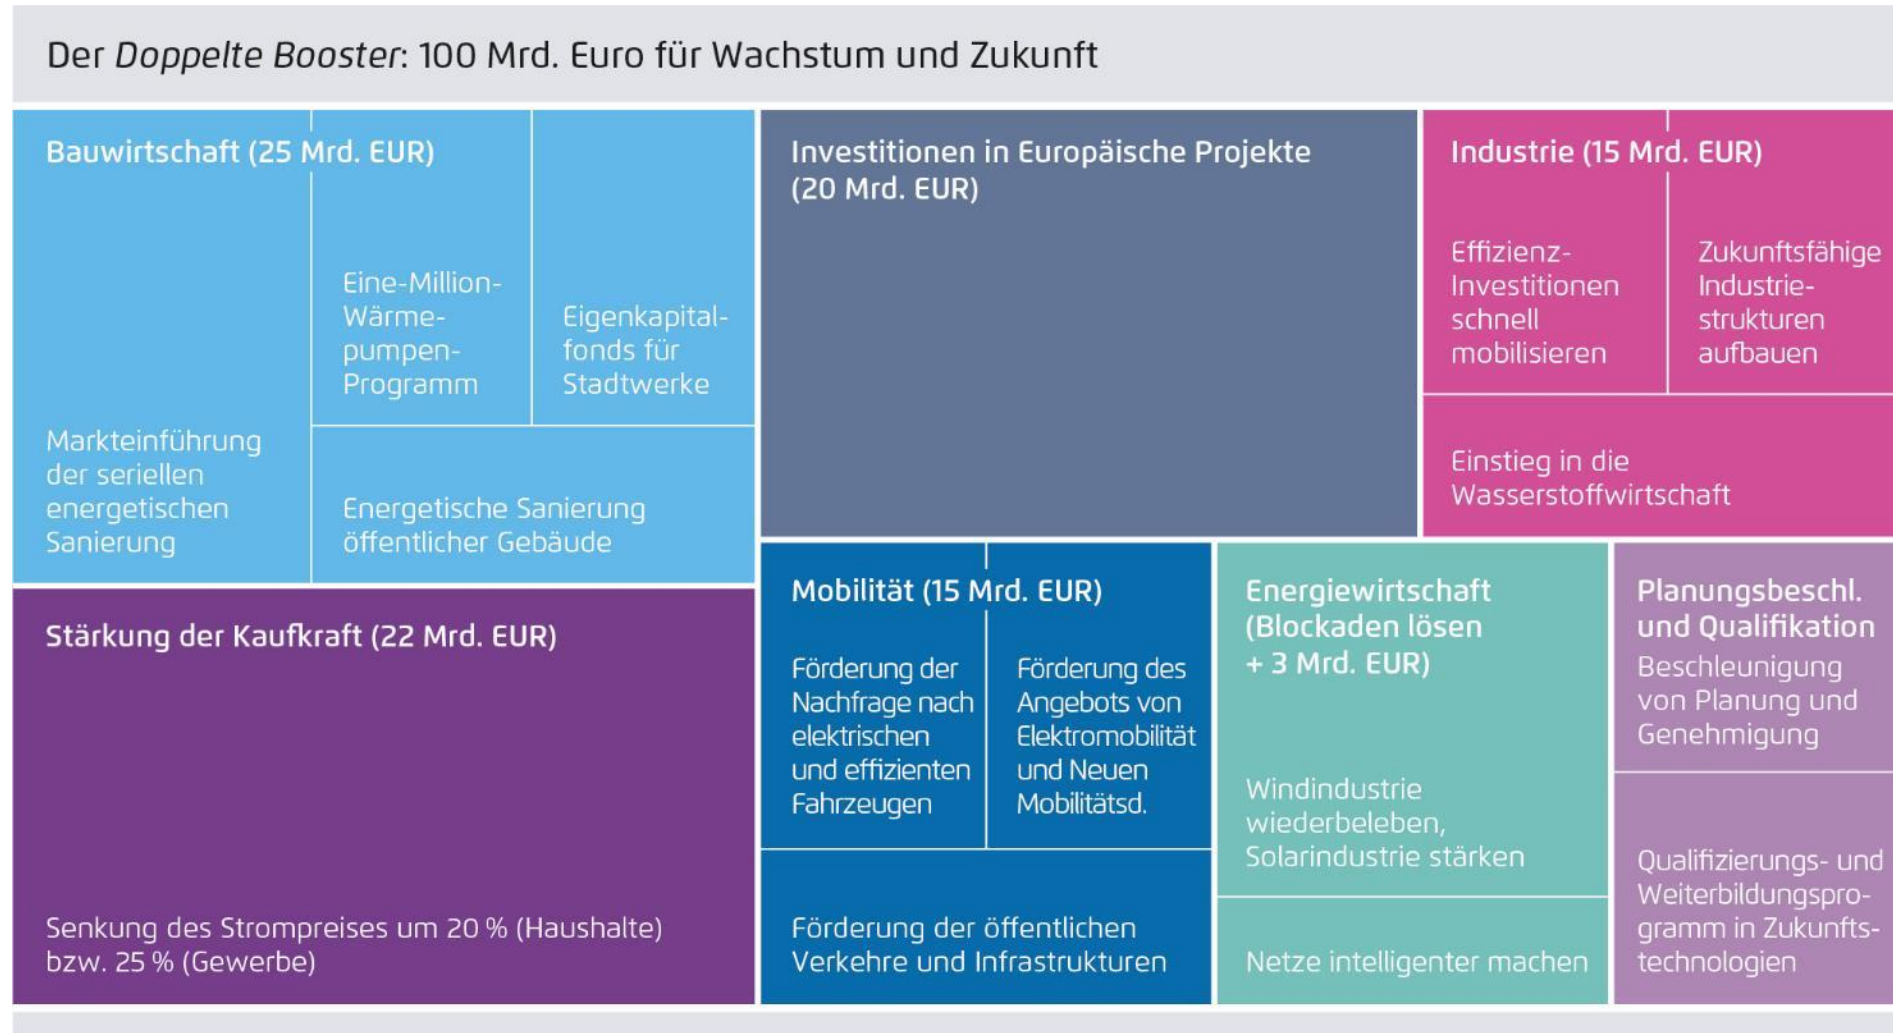 Der Doppelte Booster: 100 Mrd. Euro für Wachstum und Zukunft
Bauwirtschaft (25 Mrd. EUR)
Markteinführung
der seriellen
energetischen
Sanierung
Eine-Million-
Wärme-
pumpen-
Programm
Eigenkapital-
fonds für
Stadtwerke
Energetische Sanierung
öffentlicher Gebäude
Investitionen in Europäische Projekte
(20 Mrd. EUR)
Industrie (15 Mrd. EUR)
Effizienz-
Investitionen
schnell
mobilisieren
Zukunftsfähige
Industrie-
strukturen
aufbauen
Einstieg in die
Wasserstoffwirtschaft
Stärkung der Kaufkraft (22 Mrd. EUR)
Senkung des Strompreises um 20 % (Haushalte)
bzw. 25 % (Gewerbe)
Mobilität (15 Mrd. EUR)
Förderung der
Nachfrage nach
elektrischen
und effizienten
Fahrzeugen
Förderung des
Angebots von
Elektromobilität
und Neuen
Mobilitätsd.
Förderung der öffentlichen
Verkehre und Infrastrukturen
Energiewirtschaft
(Blockaden lösen
+ 3 Mrd. EUR)
Windindustrie
wiederbeleben,
Solarindustrie stärken
Netze intelligenter machen
Planungsbeschl.
und Qualifikation
Beschleunigung
von Planung und
Genehmigung
Qualifizierungs- und
Weiterbildungspro-
gramm in Zukunfts-
technologien